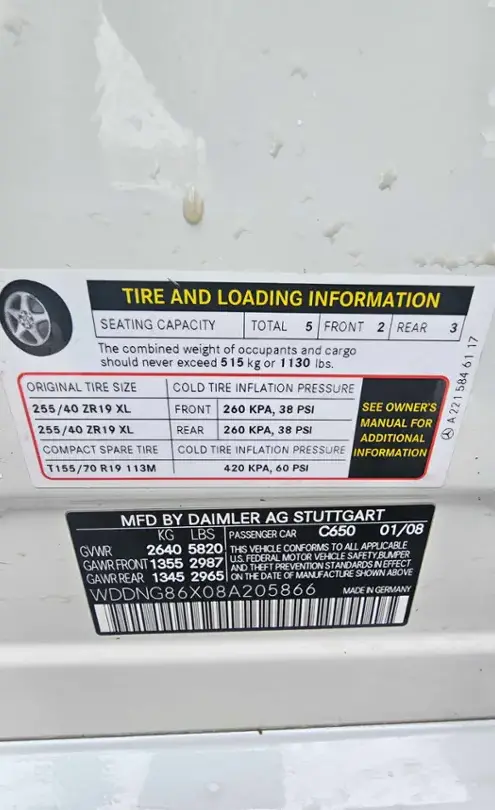 TIRE AND LOADING INFORMATION
SEATING CAPACITY TOTAL 5 FRONT 2 REAR 3
The combined weight of occupants and cargo
should never exceed 515 kg or 1130 lbs.
ORIGINAL TIRE SIZE COLD TIRE INFLATION PRESSURE
255/40 ZR19 XL FRONT 260 KPA, 38 PSI
255/40 ZR19 XL REAR 260 KPA, 38 PSI
COMPACT SPARE TIRE COLD TIRE INFLATION PRESSURE
T155/70 R19 113M 420 KPA, 60 PSI
SEE OWNER'S
MANUAL FOR
ADDITIONAL
INFORMATION
A 221 584 61 17
MFD BY DAIMLER AG STUTTGART
KG LBS PASSENGER CAR C650 01/08
GVWR 2640 5820
GAWR FRONT 1355 2987
GAWR REAR 1345 2965
THIS VEHICLE CONFORMS TO ALL APPLICABLE
U.S. FEDERAL MOTOR VEHICLE SAFETY,BUMPER
AND THEFT PREVENTION STANDARDS IN EFFECT
ON THE DATE OF MANUFACTURE SHOWN ABOVE
WDDNG86X08A205866 MADE IN GERMANY